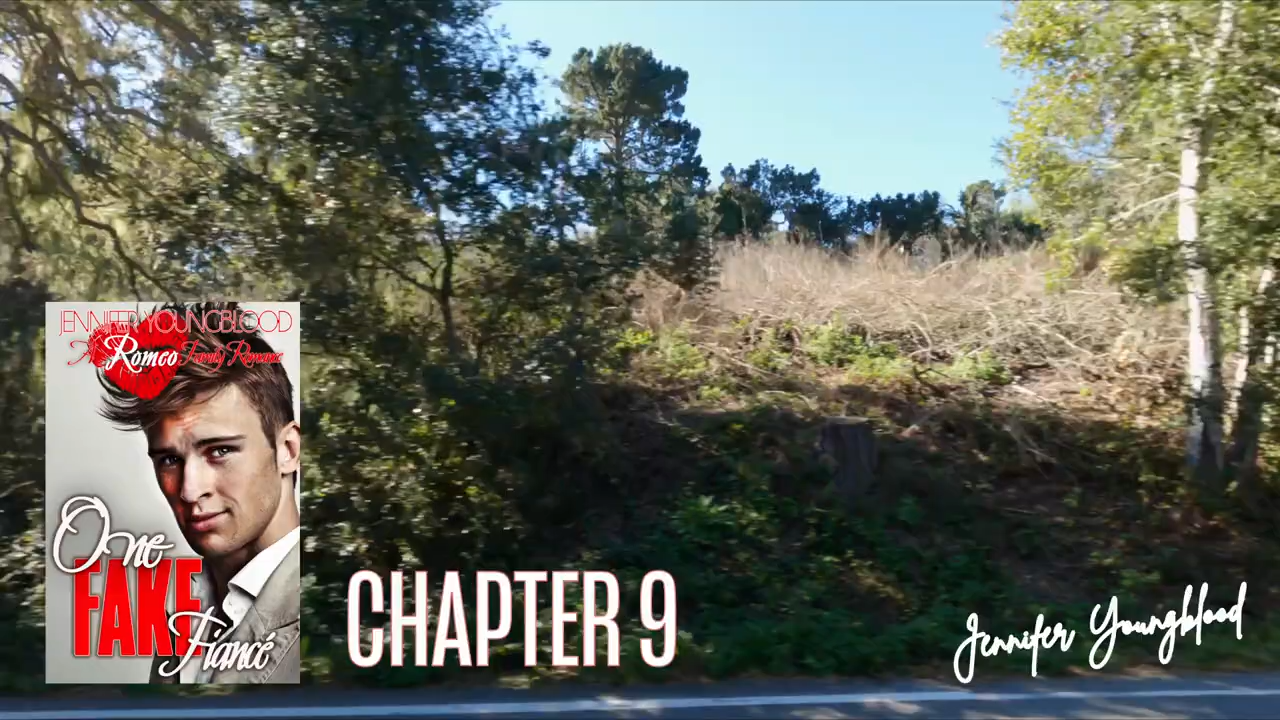 JENNIFER YOUNGBLOOD
A Romeo Family Romance
One
FAKE
Fiancé
CHAPTER 9
Jennifer Youngblood